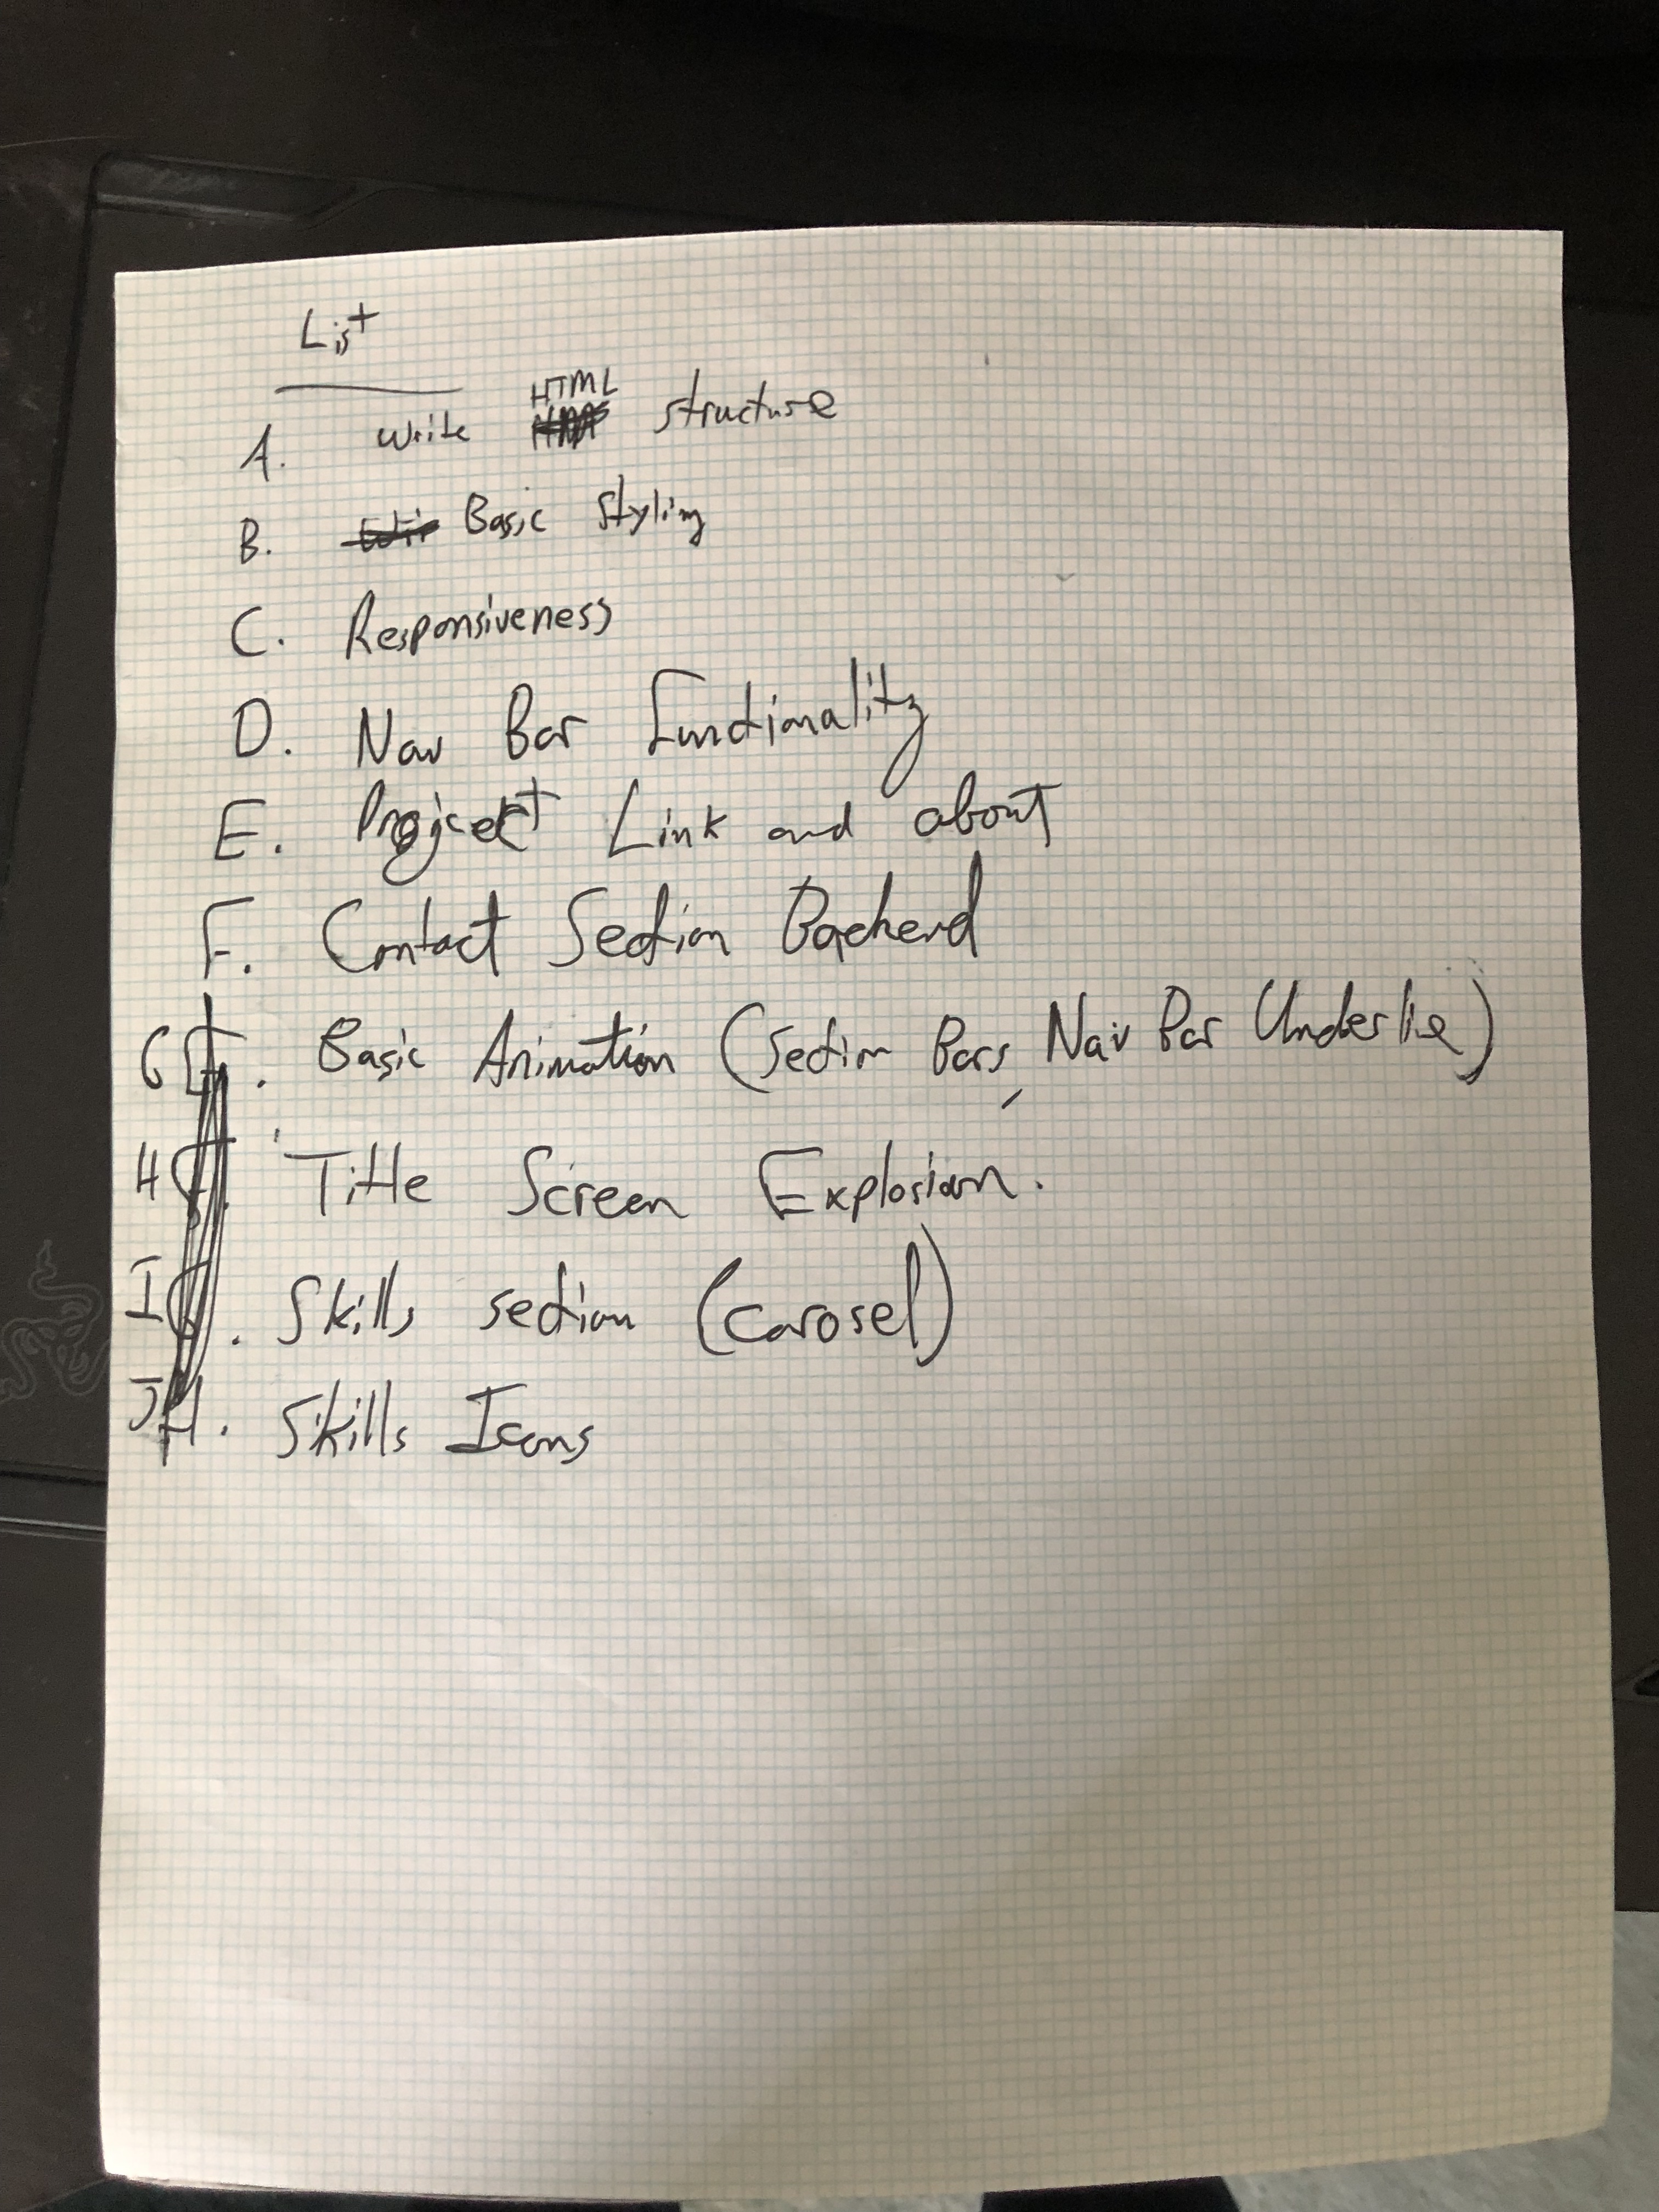 List
A. Write HTML structure
B. Basic Styling
C. Responsiveness
D. Nav Bar Functionality
E. Project Link and about
F. Contact Section Backend
G. Basic Animation (Section Bars, Nav Bar Underline)
H. Title Screen Explosion.
I. Skills section (carosel)
J. Skills Icons